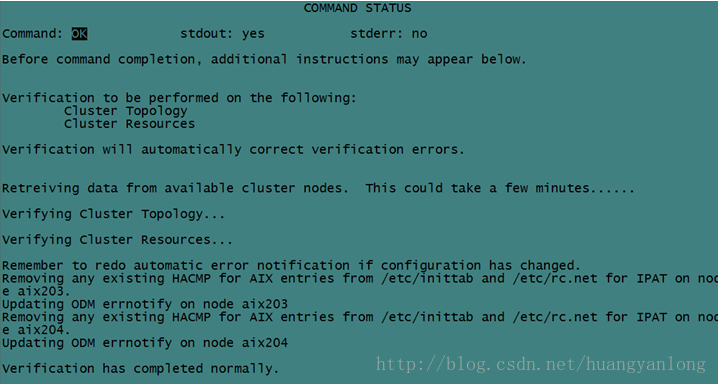 COMMAND STATUS
Command: OK stdout: yes stderr: no
Before command completion, additional instructions may appear below.
Verification to be performed on the following:
Cluster Topology
Cluster Resources
Verification will automatically correct verification errors.
Retreiving data from available cluster nodes. This could take a few minutes......
Verifying Cluster Topology...
Verifying Cluster Resources...
Remember to redo automatic error notification if configuration has changed.
Removing any existing HACMP for AIX entries from /etc/inittab and /etc/rc.net for IPAT on nod
e aix203.
Updating ODM errnotify on node aix203
Removing any existing HACMP for AIX entries from /etc/inittab and /etc/rc.net for IPAT on nod
e aix204.
Updating ODM errnotify on node aix204
Verification has completed normally.
http://blog.csdn.net/huangyanlong